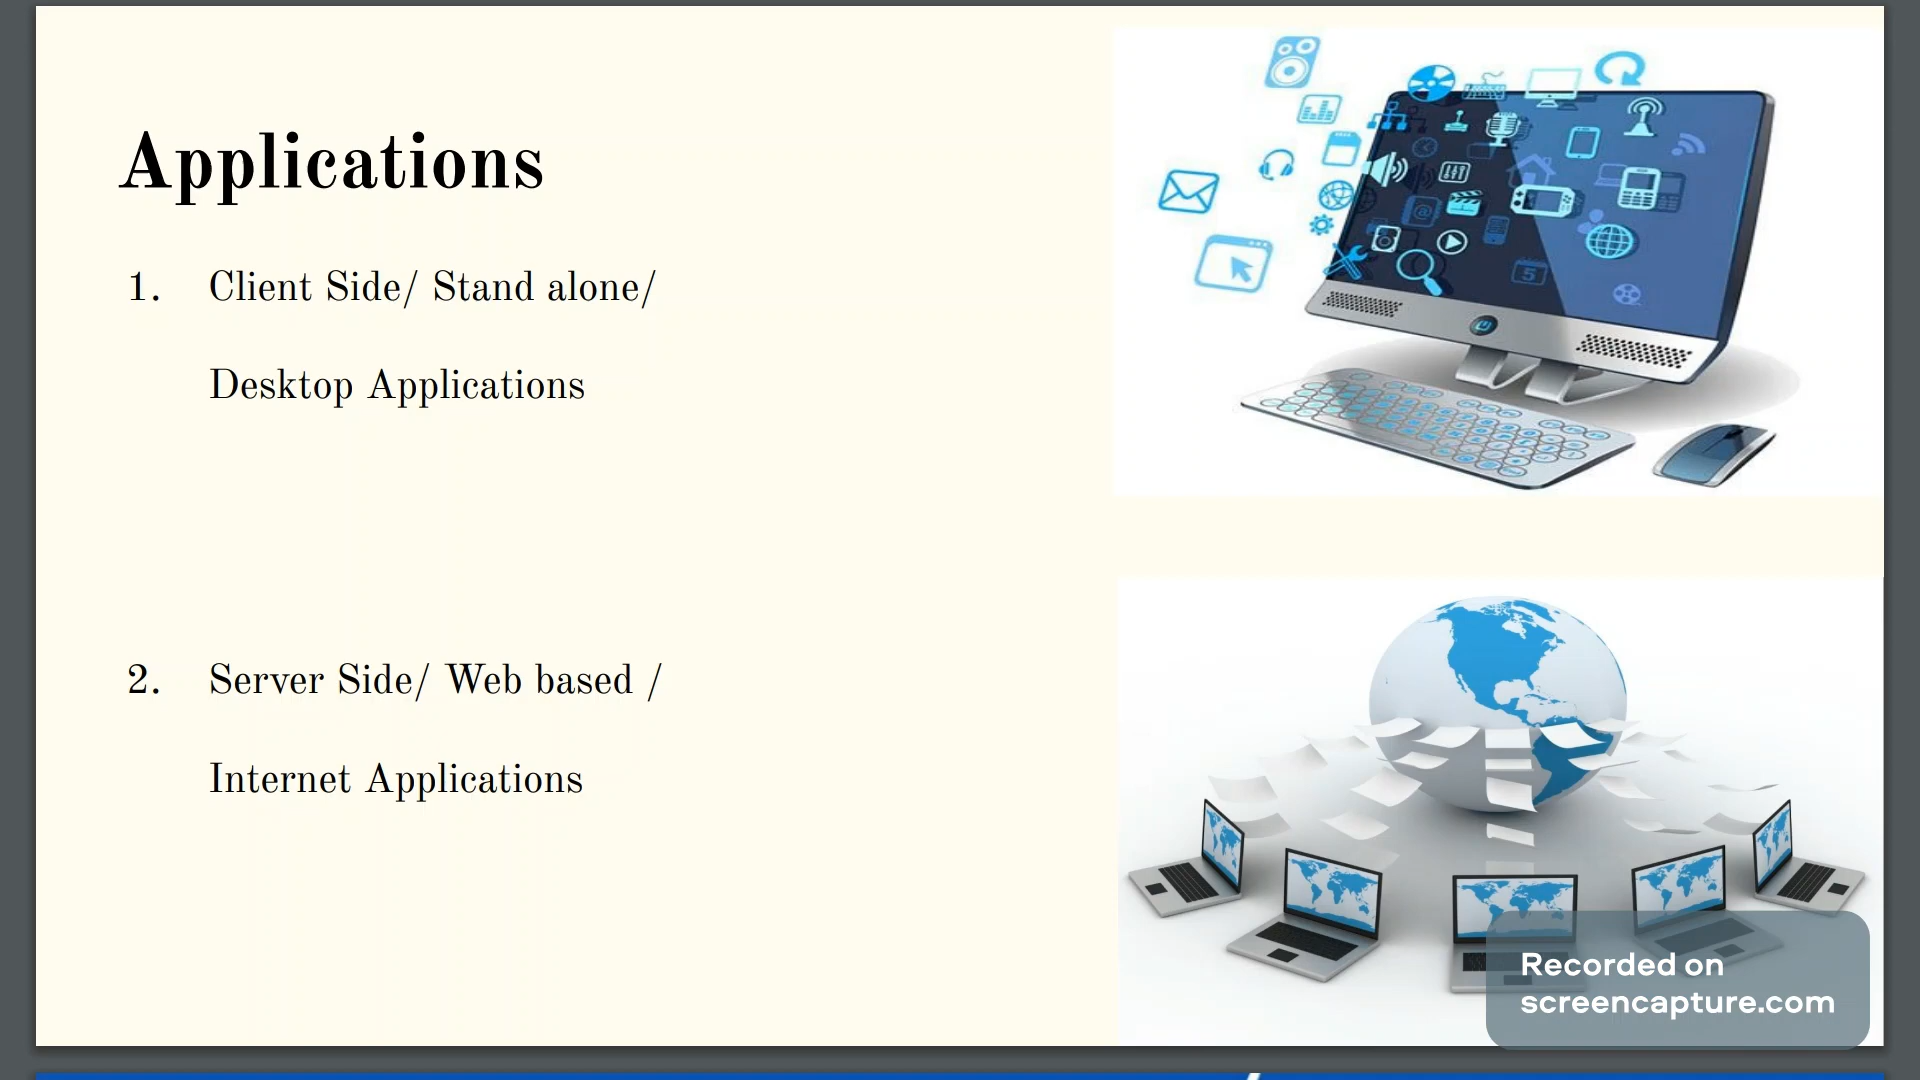 Applications
1. Client Side/ Stand alone/
Desktop Applications
2. Server Side/ Web based /
Internet Applications
5
Recorded on
screencapture.com